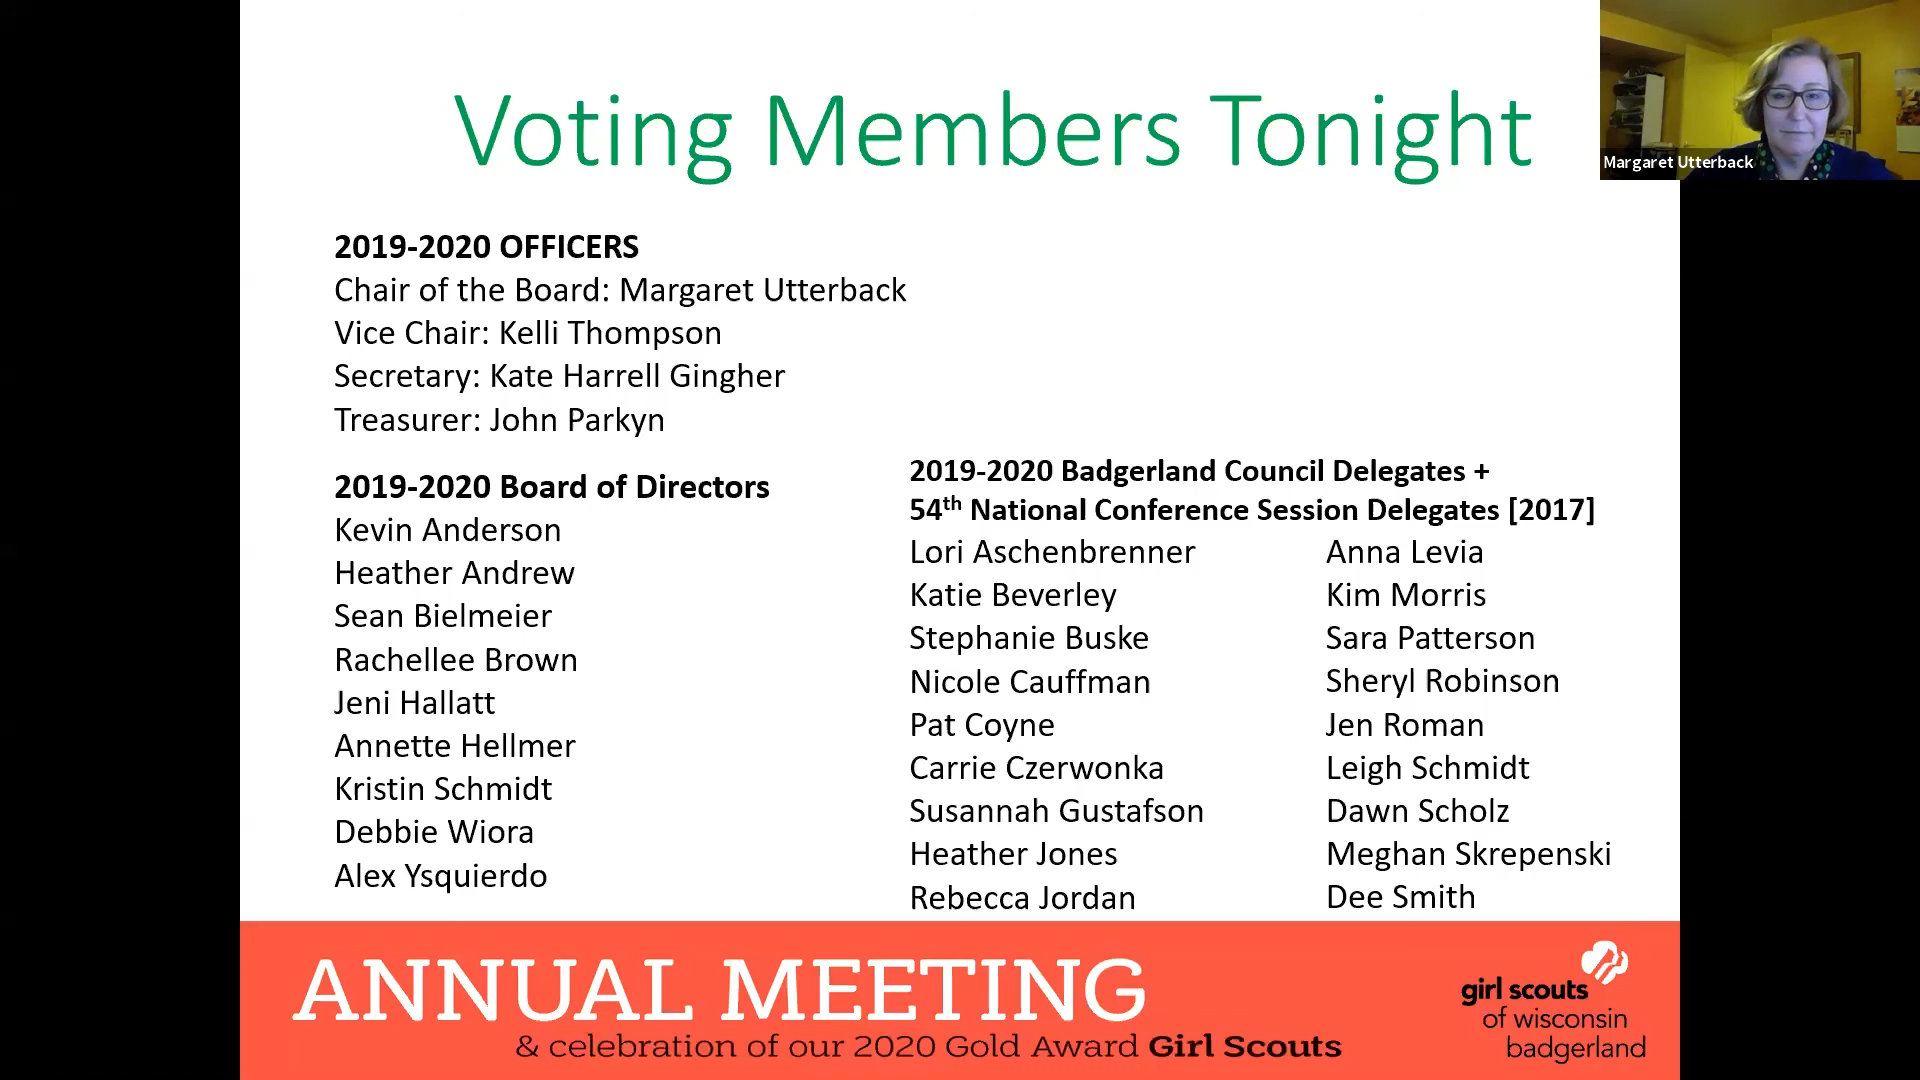 Voting Members Tonight
Margaret Utterback
2019-2020 OFFICERS
Chair of the Board: Margaret Utterback
Vice Chair: Kelli Thompson
Secretary: Kate Harrell Gingher
Treasurer: John Parkyn
2019-2020 Board of Directors
Kevin Anderson
Heather Andrew
Sean Bielmeier
Rachellee Brown
Jeni Hallatt
Annette Hellmer
Kristin Schmidt
Debbie Wiora
Alex Ysquierdo
2019-2020 Badgerland Council Delegates +
54th National Conference Session Delegates [2017]
Lori Aschenbrenner
Katie Beverley
Stephanie Buske
Nicole Cauffman
Pat Coyne
Carrie Czerwonka
Susannah Gustafson
Heather Jones
Rebecca Jordan
Anna Levia
Kim Morris
Sara Patterson
Sheryl Robinson
Jen Roman
Leigh Schmidt
Dawn Scholz
Meghan Skrepenski
Dee Smith
ANNUAL MEETING
& celebration of our 2020 Gold Award Girl Scouts
girl scouts
of wisconsin
badgerland